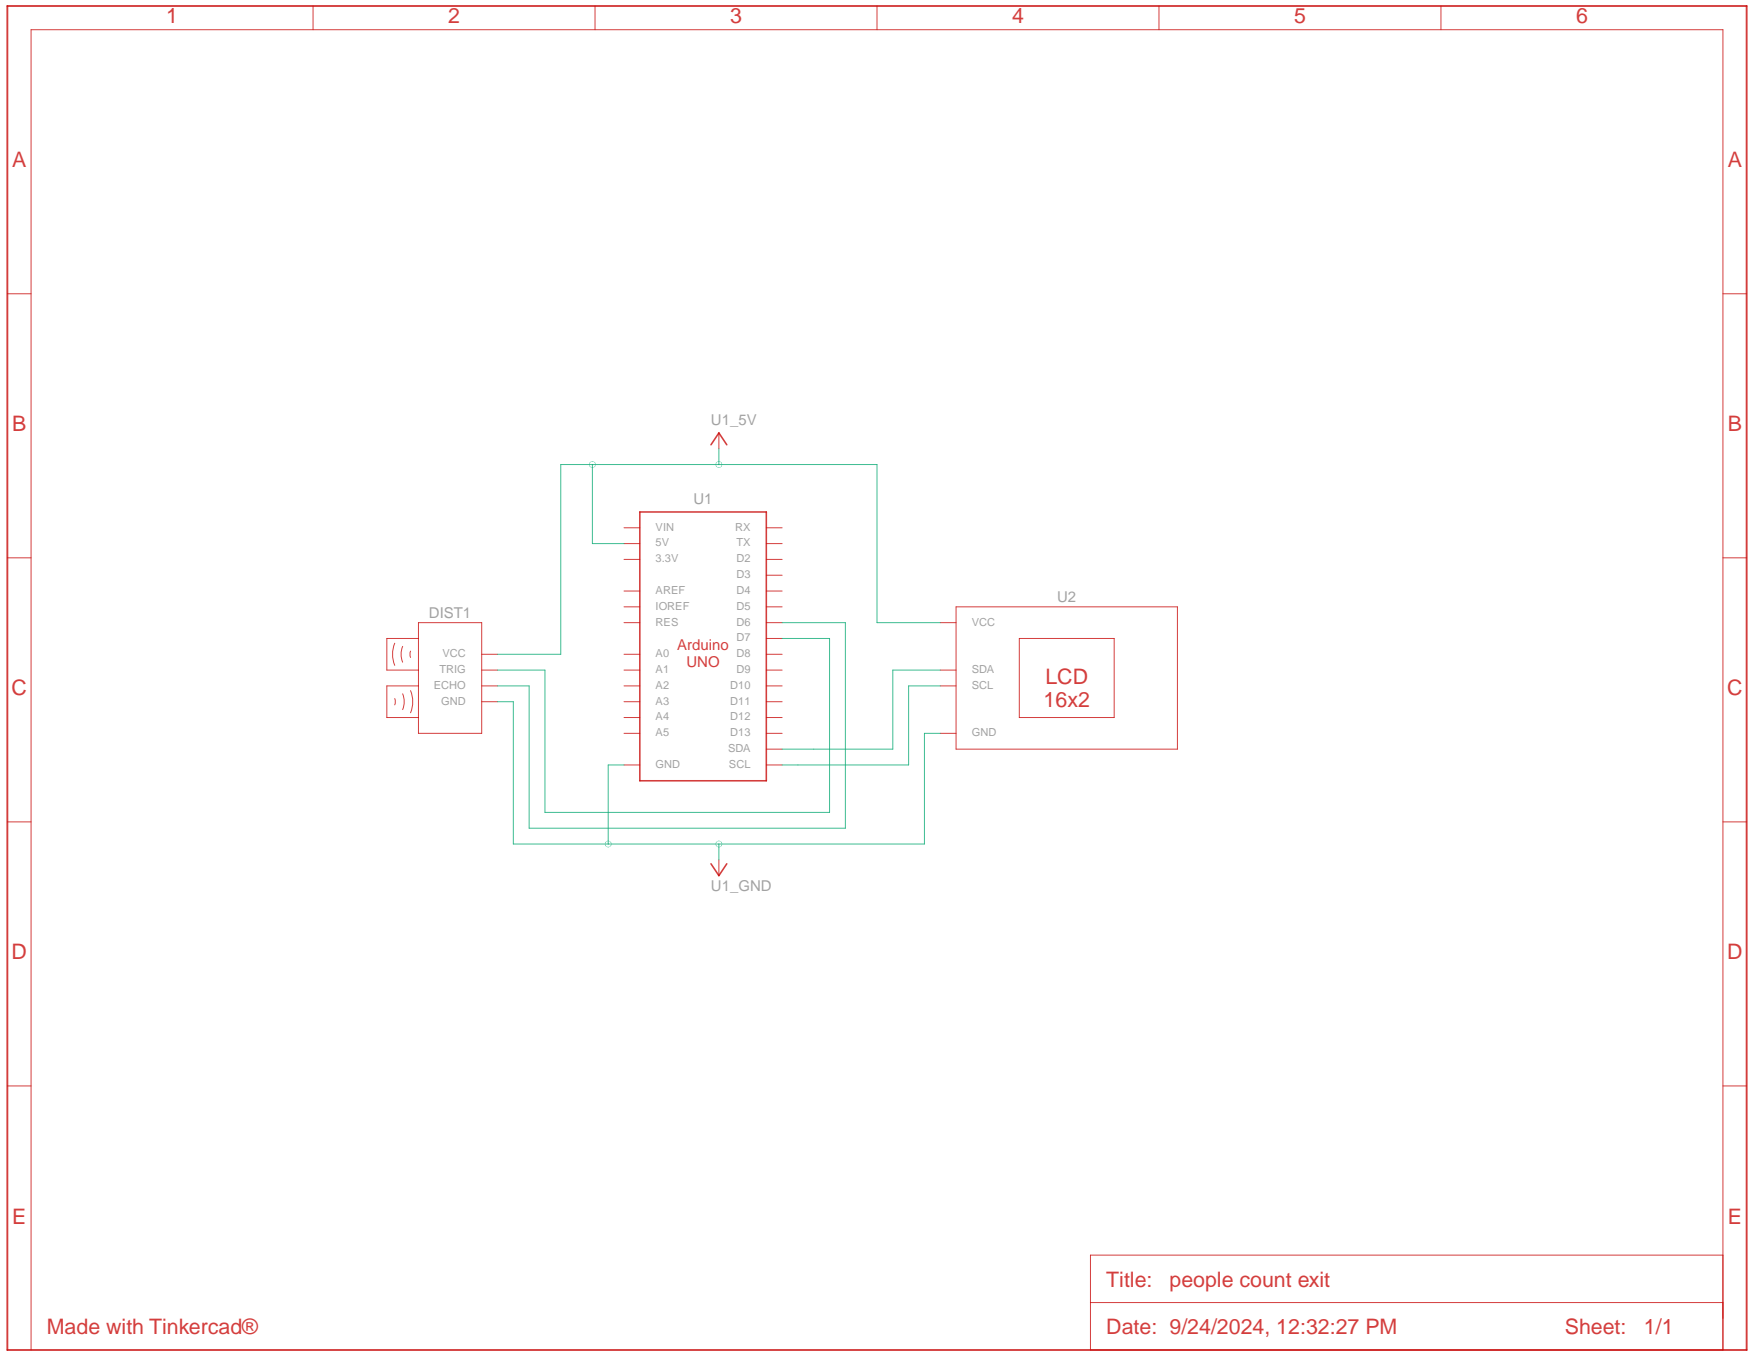 1 2 3 4 5 6
A A
B B
U1_5V
U1
VIN RX
5V TX
3.3V D2
D3
AREF D4
IOREF D5
RES D6
D7
A0 D8
A1 D9
A2 D10
A3 D11
A4 D12
A5 D13
SDA
GND SCL
Arduino
UNO
DIST1
VCC
TRIG
ECHO
GND
U2
VCC
SDA
SCL
GND
LCD
16x2
C C
U1_GND
D D
E E
Title: people count exit
Date: 9/24/2024, 12:32:27 PM Sheet: 1/1
Made with Tinkercad®